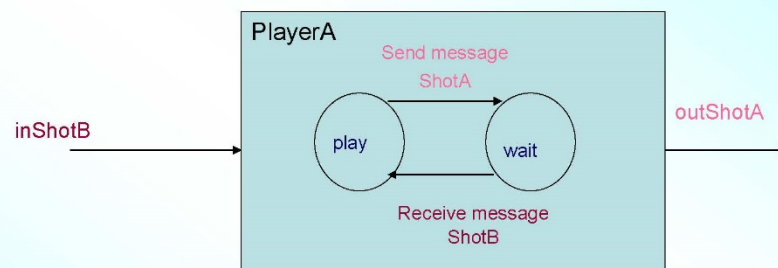 PlayerA
Send message
ShotA
inShotB
outShotA
play
wait
Receive message
ShotB